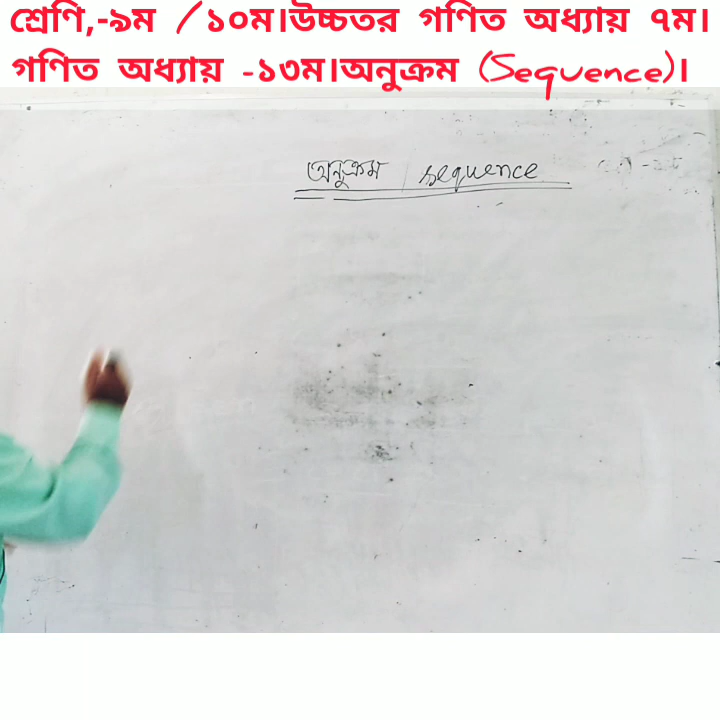 শ্রেণি,-৯ম /১০ম।উচ্চতর গণিত অধ্যায় ৭ম।
গণিত অধ্যায় -১৩ম।অনুক্রম (Sequence)।
অনুক্রম / sequence